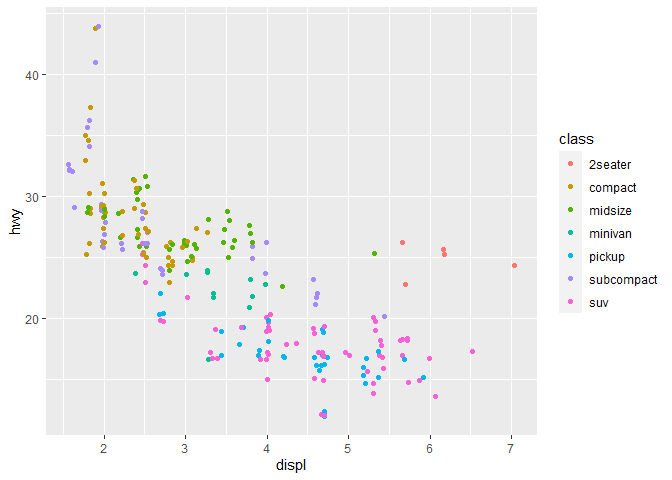 40
30
20
hwy
2
3
4
5
6
7
displ
class
2seater
compact
midsize
minivan
pickup
subcompact
suv